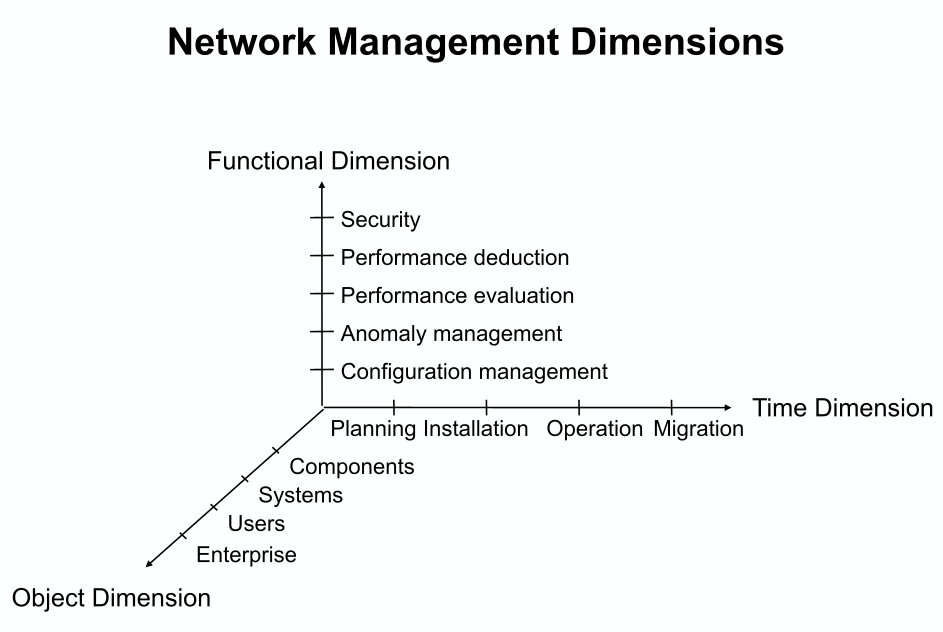 Network Management Dimensions
Functional Dimension
Security
Performance deduction
Performance evaluation
Anomaly management
Configuration management
Time Dimension
Planning Installation Operation Migration
Components
Systems
Users
Enterprise
Object Dimension